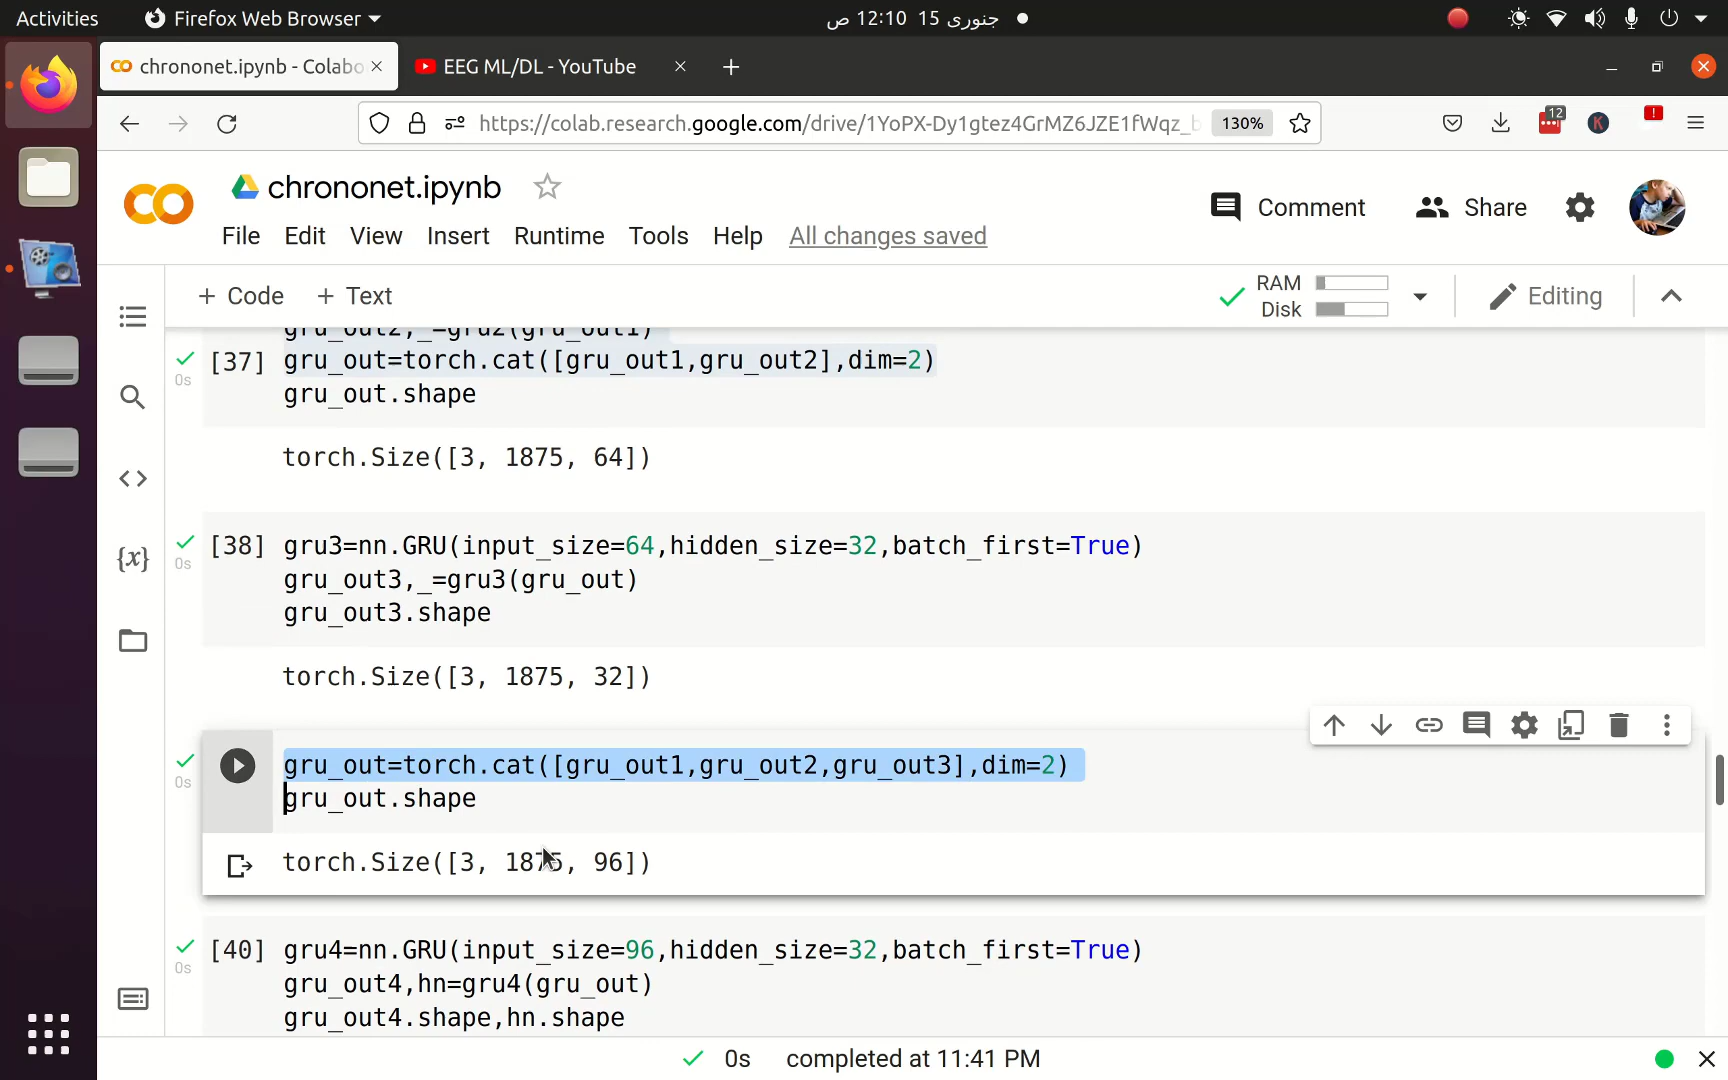 Activities
Firefox Web Browser
جنوری 15 12:10 ص
chrononet.ipynb - Colabo
EEG ML/DL - YouTube
https://colab.research.google.com/drive/1YoPX-Dy1gtez4GrMZ6JZE1fWqz_b
130%
12
K
chrononet.ipynb
Comment
Share
File Edit View Insert Runtime Tools Help All changes saved
+ Code + Text
RAM
Disk
Editing
gru_out2,_=gru2(gru_out1)
[37] gru_out=torch.cat([gru_out1,gru_out2],dim=2)
0s
gru_out.shape
torch.Size([3, 1875, 64])
[38] gru3=nn.GRU(input_size=64,hidden_size=32,batch_first=True)
0s
gru_out3,_=gru3(gru_out)
gru_out3.shape
torch.Size([3, 1875, 32])
gru_out=torch.cat([gru_out1,gru_out2,gru_out3],dim=2)
0s
gru_out.shape
torch.Size([3, 1875, 96])
[40] gru4=nn.GRU(input_size=96,hidden_size=32,batch_first=True)
0s
gru_out4,hn=gru4(gru_out)
gru_out4.shape,hn.shape
0s completed at 11:41 PM